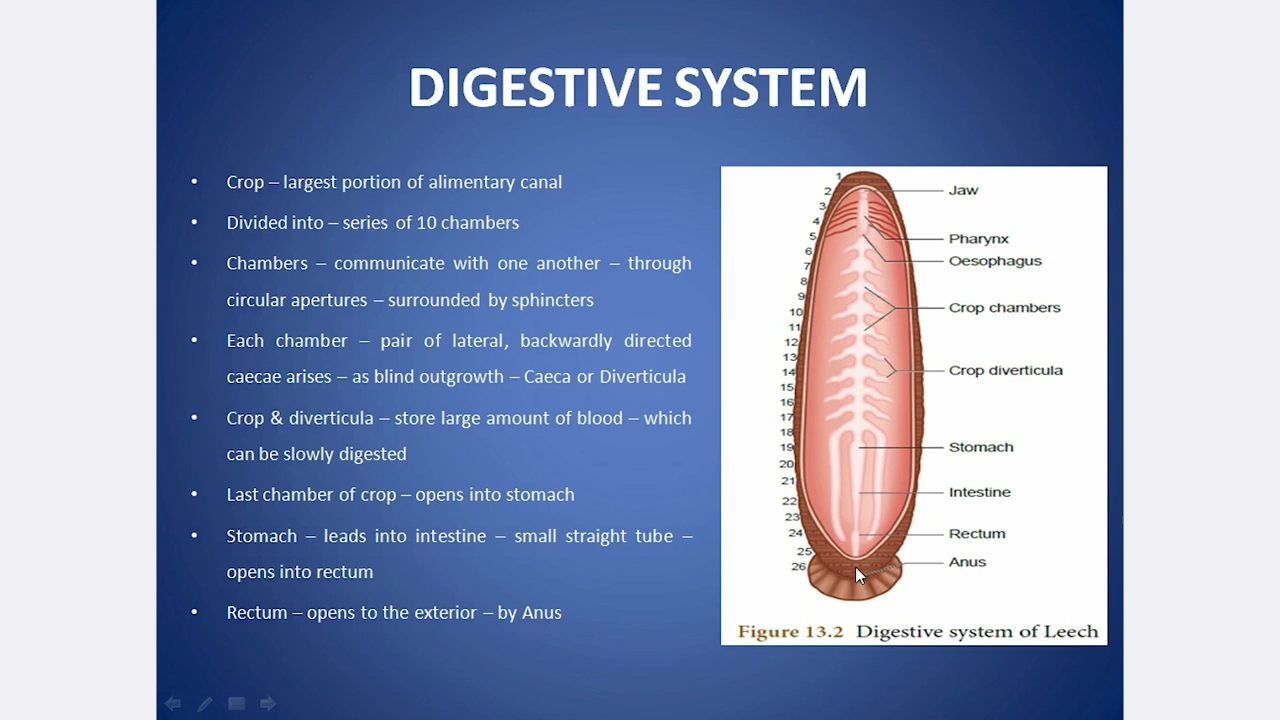 DIGESTIVE SYSTEM
• Crop – largest portion of alimentary canal
• Divided into – series of 10 chambers
• Chambers – communicate with one another – through
circular apertures – surrounded by sphincters
• Each chamber – pair of lateral, backwardly directed
caecae arises – as blind outgrowth – Caeca or Diverticula
• Crop & diverticula – store large amount of blood – which
can be slowly digested
• Last chamber of crop – opens into stomach
• Stomach – leads into intestine – small straight tube –
opens into rectum
• Rectum – opens to the exterior – by Anus
1
2
3
4
5
6
7
8
9
10
11
12
13
14
15
16
17
18
19
20
21
22
23
24
25
26
Jaw
Pharynx
Oesophagus
Crop chambers
Crop diverticula
Stomach
Intestine
Rectum
Anus
Figure 13.2 Digestive system of Leech